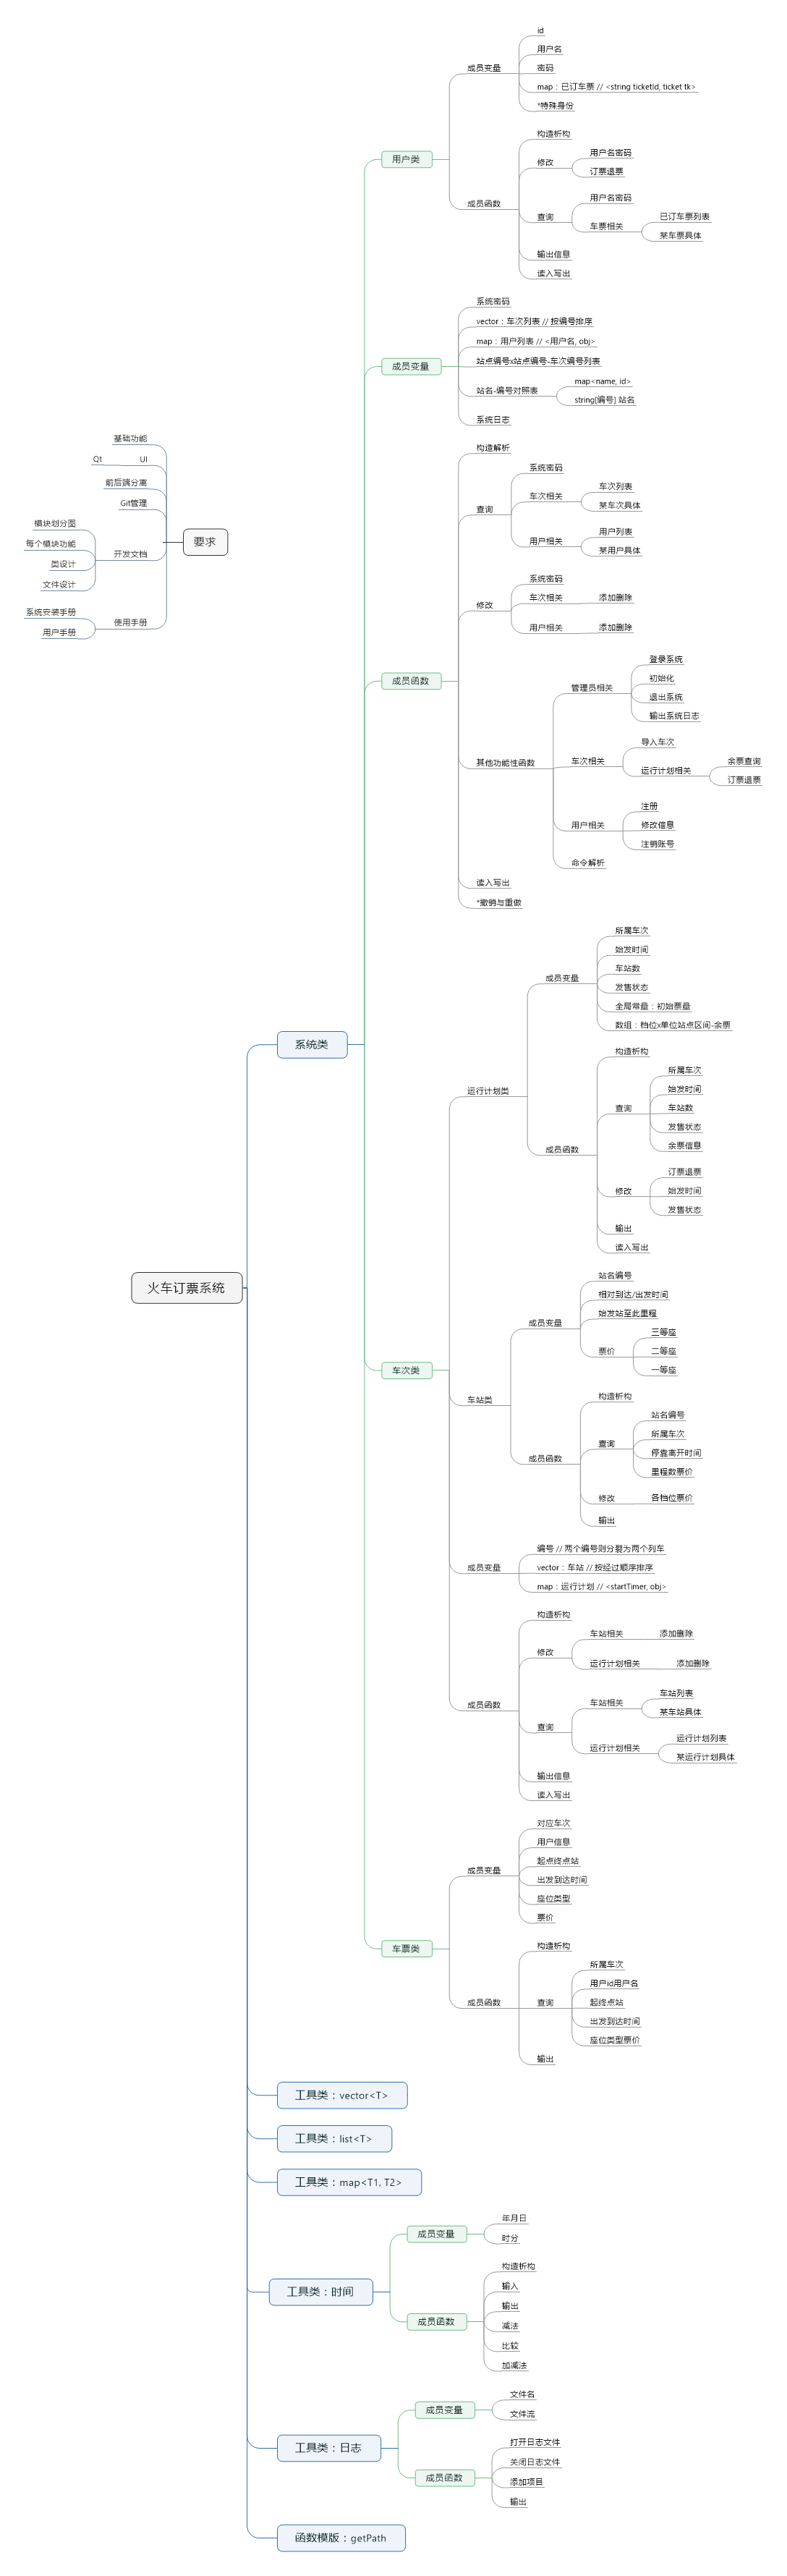 id
用户名
成员变量
密码
map：已订车票 // <string ticketId, ticket tk>
*特殊身份
构造析构
用户类
用户名密码
修改
订票退票
用户名密码
成员函数
查询
已订车票列表
车票相关
某车票具体
输出信息
读入写出
系统密码
vector：车次列表 // 按编号排序
map：用户列表 // <用户名, obj>
成员变量
站点编号x站点编号-车次编号列表
map<name, id>
站名-编号对照表
string[编号] 站名
系统日志
基础功能
Qt
UI
前后端分离
Git管理
模块划分图
每个模块功能
开发文档
类设计
文件设计
系统安装手册
使用手册
用户手册
要求
构造解析
系统密码
车次列表
车次相关
某车次具体
查询
用户列表
用户相关
某用户具体
系统密码
修改
车次相关
添加删除
用户相关
添加删除
成员函数
登录系统
初始化
管理员相关
退出系统
输出系统日志
导入车次
其他功能性函数
车次相关
余票查询
运行计划相关
订票退票
注册
用户相关
修改信息
注销账号
命令解析
读入写出
*撤销与重做
所属车次
始发时间
车站数
成员变量
发售状态
全局常量：初始票量
数组：档位x单位站点区间-余票
系统类
构造析构
所属车次
始发时间
运行计划类
查询
车站数
发售状态
成员函数
余票信息
订票退票
修改
始发时间
发售状态
输出
读入写出
火车订票系统
站名编号
相对到达/出发时间
始发站至此里程
成员变量
三等座
票价
二等座
一等座
车次类
车站类
构造析构
站名编号
所属车次
查询
停靠离开时间
成员函数
里程数票价
修改
各档位票价
输出
编号 // 两个编号则分裂为两个列车
成员变量
vector：车站 // 按经过顺序排序
map：运行计划 // <startTimer, obj>
构造析构
车站相关
添加删除
修改
运行计划相关
添加删除
成员函数
车站列表
车站相关
某车站具体
查询
运行计划列表
运行计划相关
某运行计划具体
输出信息
读入写出
对应车次
用户信息
起点终点站
成员变量
出发到达时间
座位类型
票价
车票类
构造析构
所属车次
用户id用户名
成员函数
查询
起终点站
出发到达时间
座位类型票价
输出
工具类：vector<T>
工具类：list<T>
工具类：map<T1, T2>
年月日
成员变量
时分
工具类：时间
构造析构
输入
输出
成员函数
减法
比较
加减法
文件名
成员变量
文件流
工具类：日志
打开日志文件
关闭日志文件
成员函数
添加项目
输出
函数模版：getPath